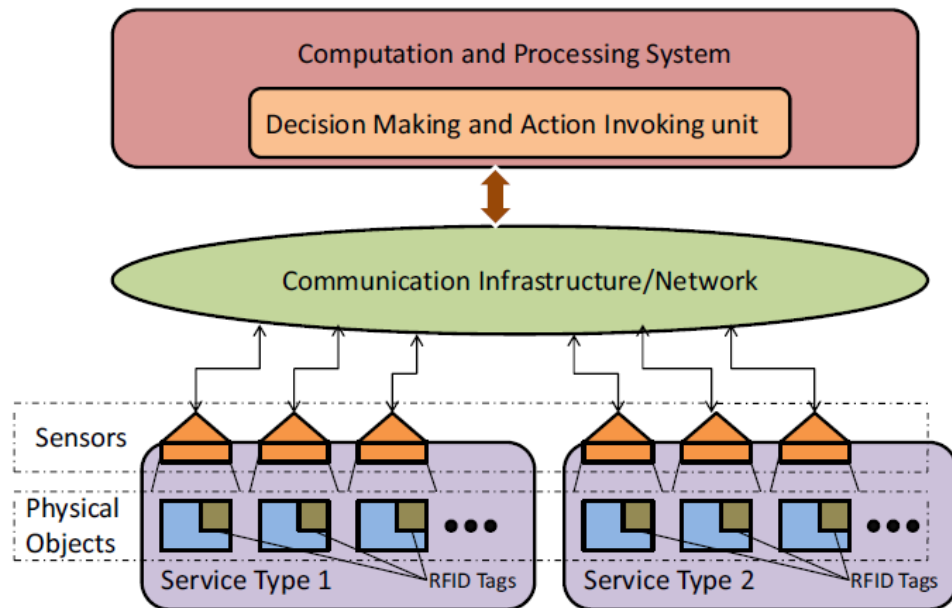 Computation and Processing System
Decision Making and Action Invoking unit
Communication Infrastructure/Network
Sensors
Physical
Objects
Service Type 1
RFID Tags
Service Type 2
RFID Tags